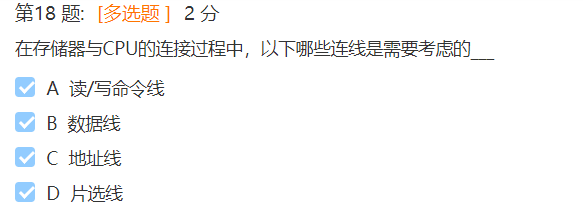 第18 题:  [多选题 ]  2 分
在存储器与CPU的连接过程中，以下哪些连线是需要考虑的___
A  读/写命令线
B  数据线
C  地址线
D  片选线